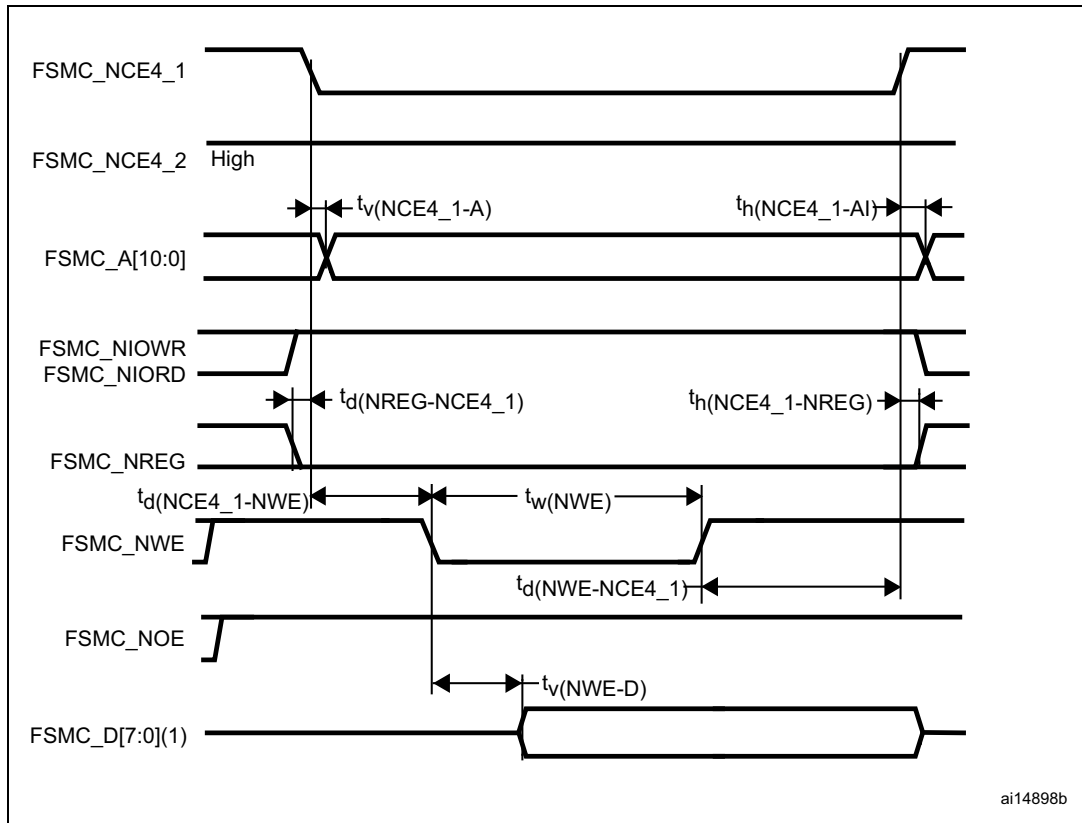 FSMC_NCE4_1
FSMC_NCE4_2 High
tv(NCE4_1-A)
th(NCE4_1-AI)
FSMC_A[10:0]
FSMC_NIOWR
FSMC_NIORD
td(NREG-NCE4_1)
th(NCE4_1-NREG)
FSMC_NREG
td(NCE4_1-NWE)
tw(NWE)
FSMC_NWE
td(NWE-NCE4_1)
FSMC_NOE
tv(NWE-D)
FSMC_D[7:0](1)
ai14898b